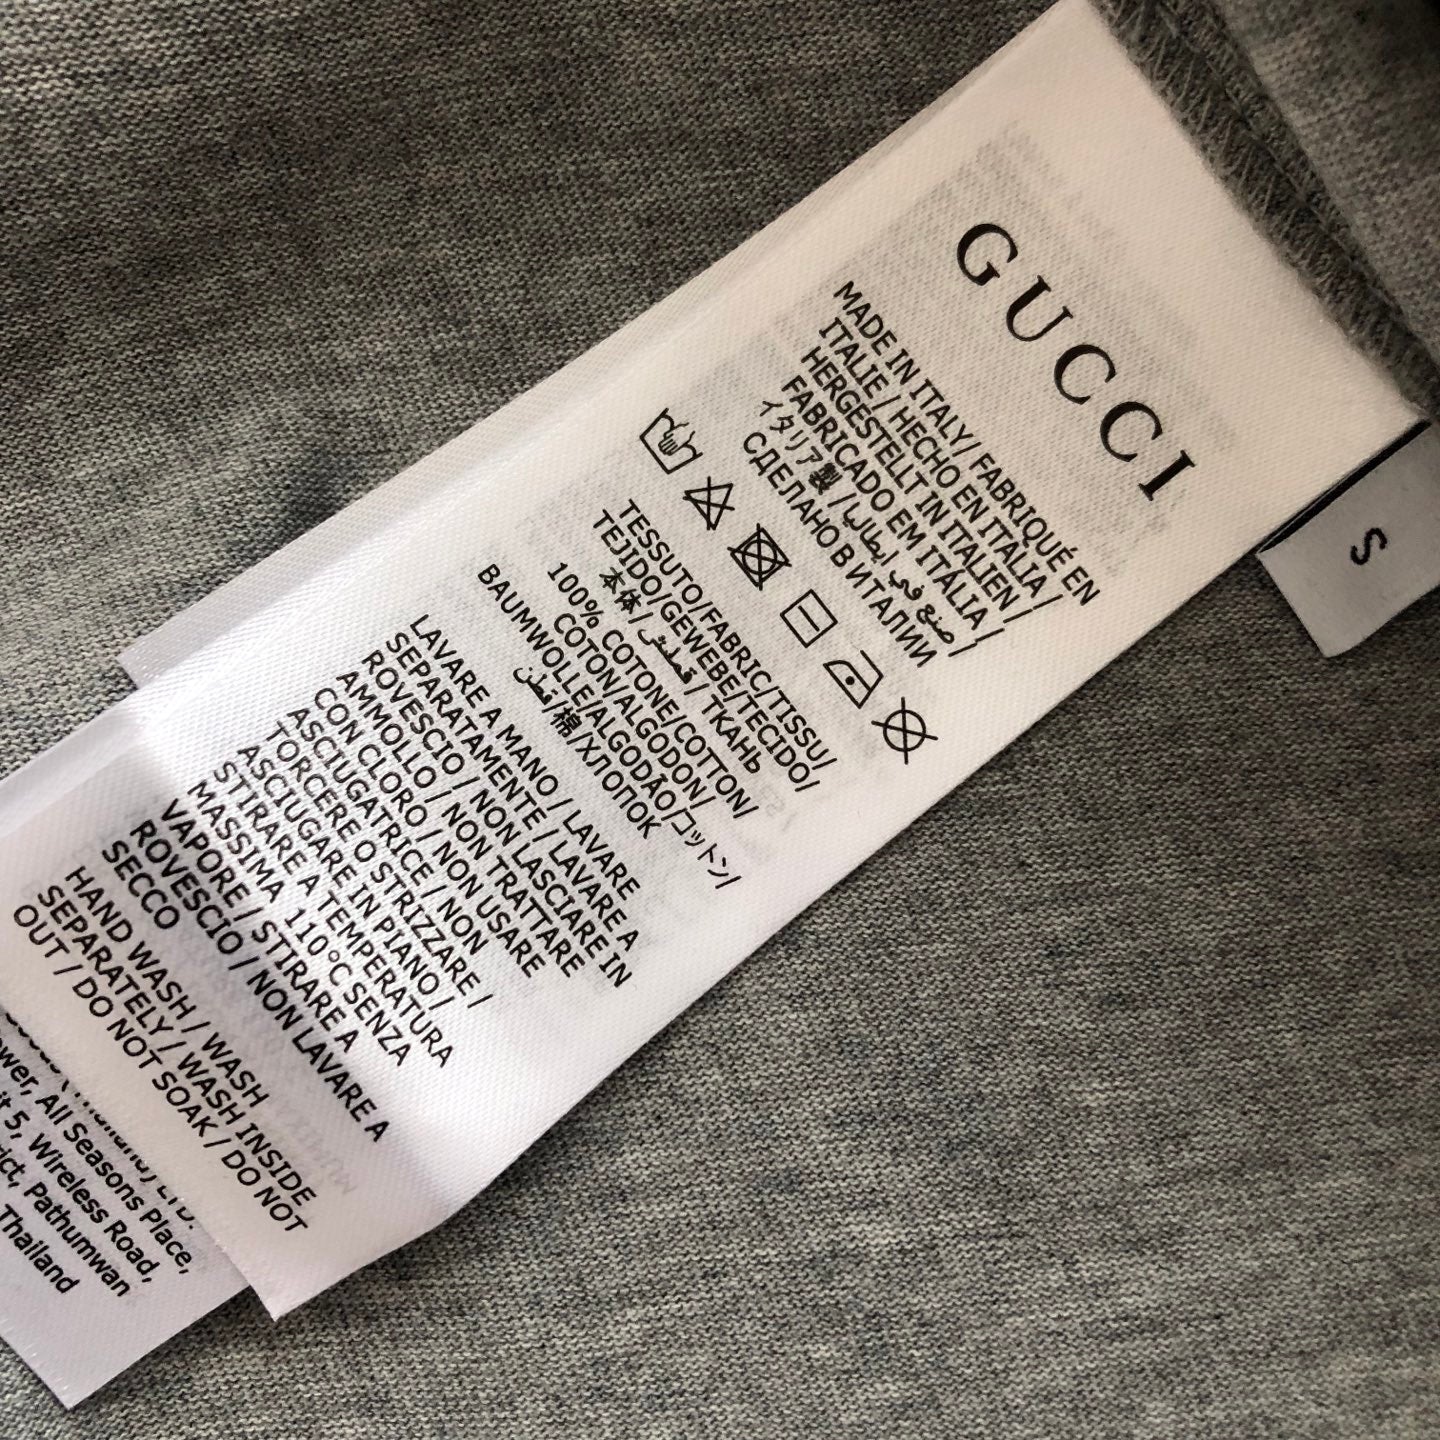 GUCCI
MADE IN ITALY/ FABRIQUÉ EN
ITALIE / HECHO EN ITALIA /
HERGESTELLT IN ITALIEN /
FABRICADO EM ITÁLIA /
イタリア製 / صنع في ايطاليا /
СДЕЛАНО В ИТАЛИИ
S
TESSUTO/FABRIC/TISSU/
TEJIDO/GEWEBE/TECIDO/
本体/ قطعتش / ТКАНЬ
100% COTONE/COTTON/
COTON/ALGODON/
BAUMWOLLE/ALGODÃO/コットン/
قطن/棉/ХЛОПОК
LAVARE A MANO / LAVARE
SEPARATAMENTE / LAVARE A
ROVESCIO / NON LASCIARE IN
AMMOLLO / NON TRATTARE
CON CLORO / NON USARE
ASCIUGATRICE / NON
TORCERE O STRIZZARE /
ASCIUGARE IN PIANO /
STIRARE A TEMPERATURA
MASSIMA 110°C SENZA
VAPORE / STIRARE A
ROVESCIO / NON LAVARE A
SECCO
HAND WASH / WASH
SEPARATELY / WASH INSIDE
OUT / DO NOT SOAK / DO NOT
LTD.
All Seasons Place,
5, Wireless Road,
Pathumwan
Thailand